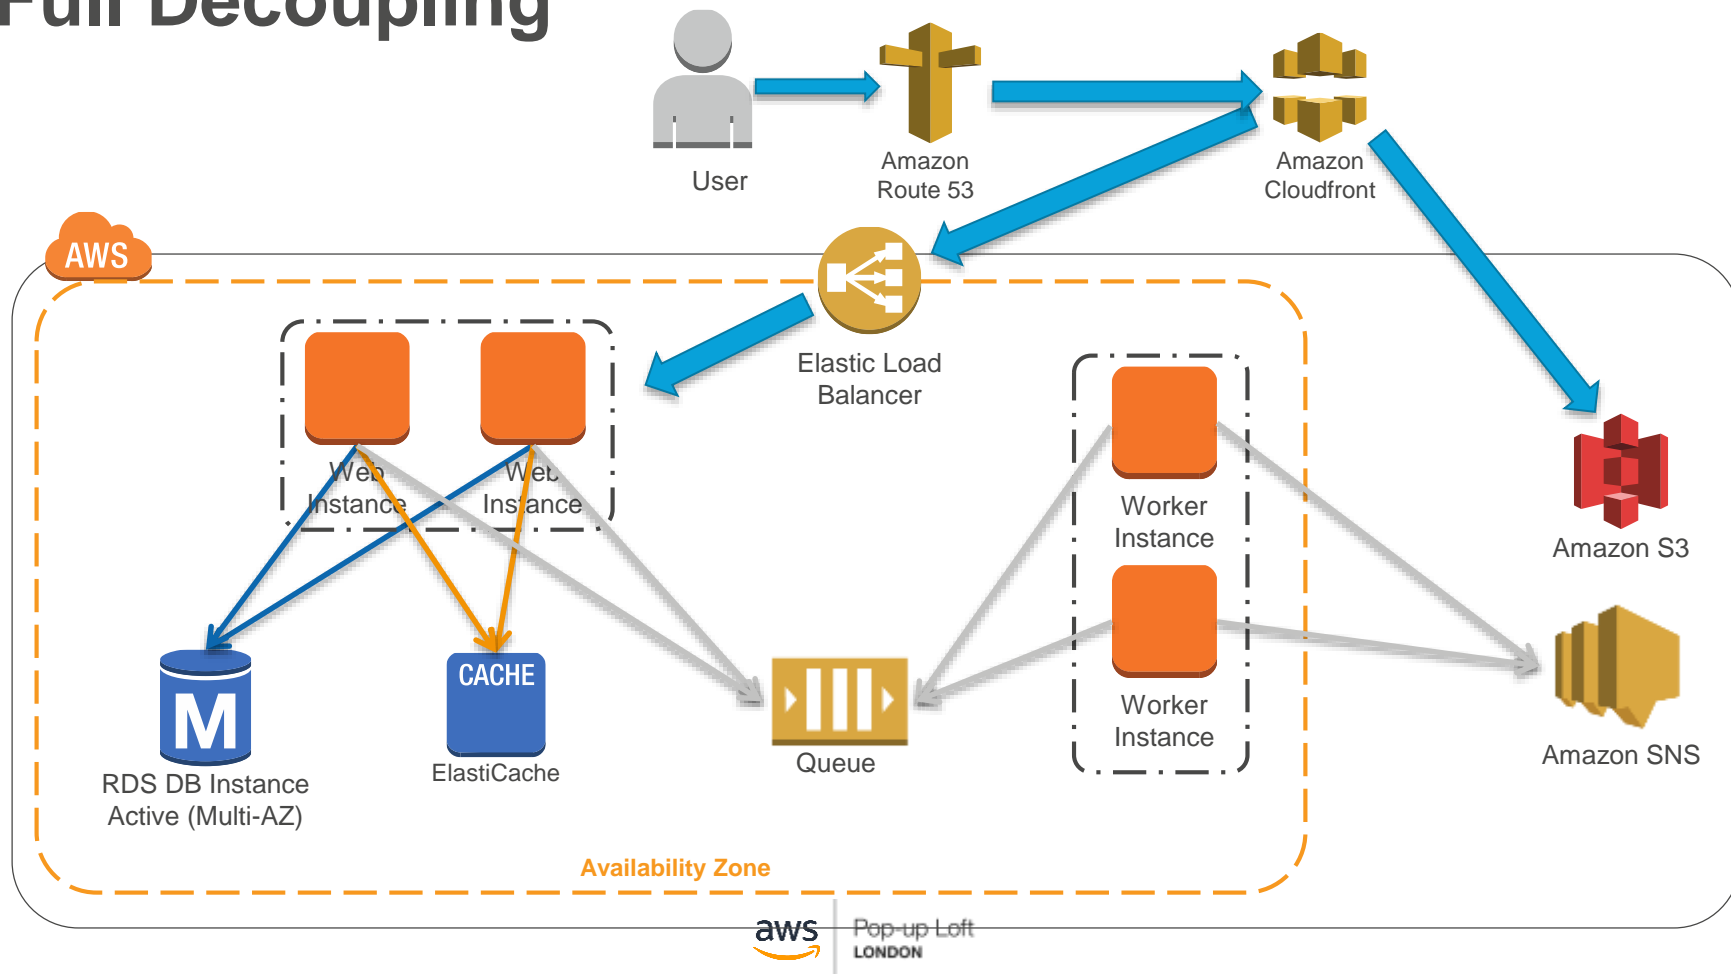 Full Decoupling
User
Amazon
Route 53
Amazon
Cloudfront
AWS
Elastic Load
Balancer
Web
Instance
Web
Instance
Worker
Instance
Amazon S3
Worker
Instance
Amazon SNS
M
CACHE
RDS DB Instance
Active (Multi-AZ)
ElastiCache
Queue
Availability Zone
aws
Pop-up Loft
LONDON